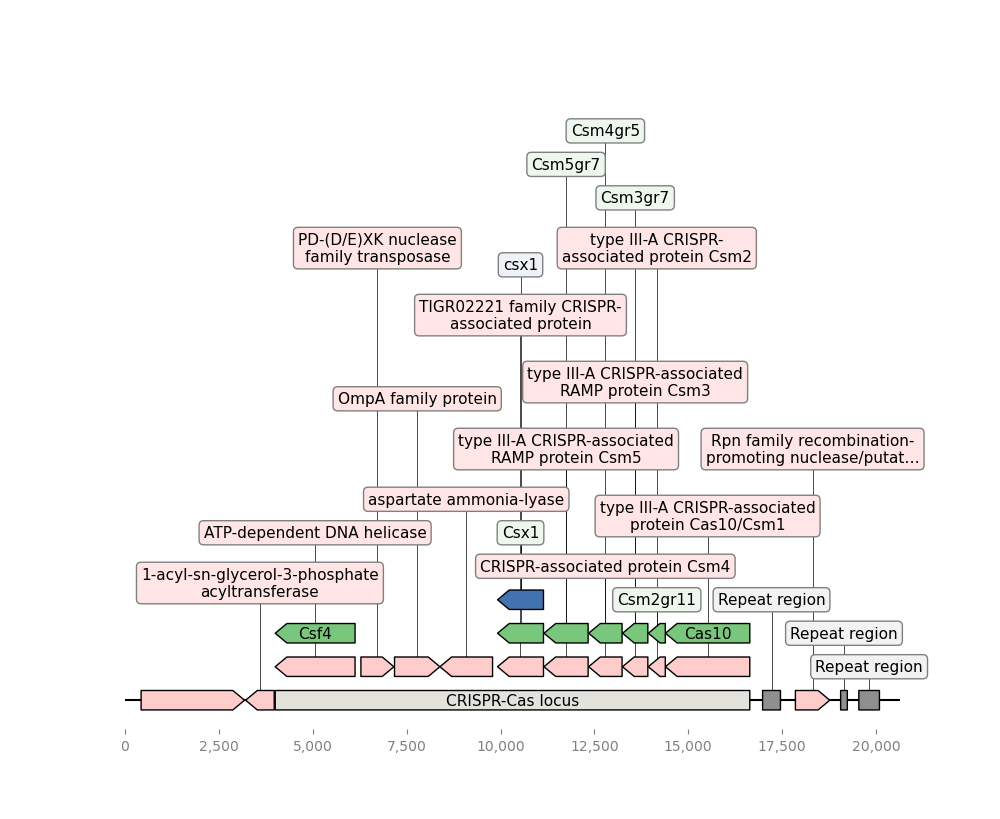 Csm4gr5
Csm5gr7
Csm3gr7
PD-(D/E)XK nuclease
family transposase
type III-A CRISPR-
associated protein Csm2
csx1
TIGR02221 family CRISPR-
associated protein
type III-A CRISPR-associated
RAMP protein Csm3
OmpA family protein
type III-A CRISPR-associated
RAMP protein Csm5
Rpn family recombination-
promoting nuclease/putat...
aspartate ammonia-lyase
type III-A CRISPR-associated
protein Cas10/Csm1
ATP-dependent DNA helicase
Csx1
CRISPR-associated protein Csm4
1-acyl-sn-glycerol-3-phosphate
acyltransferase
Csm2gr11
Repeat region
Csf4
Cas10
Repeat region
Repeat region
CRISPR-Cas locus
0 2,500 5,000 7,500 10,000 12,500 15,000 17,500 20,000